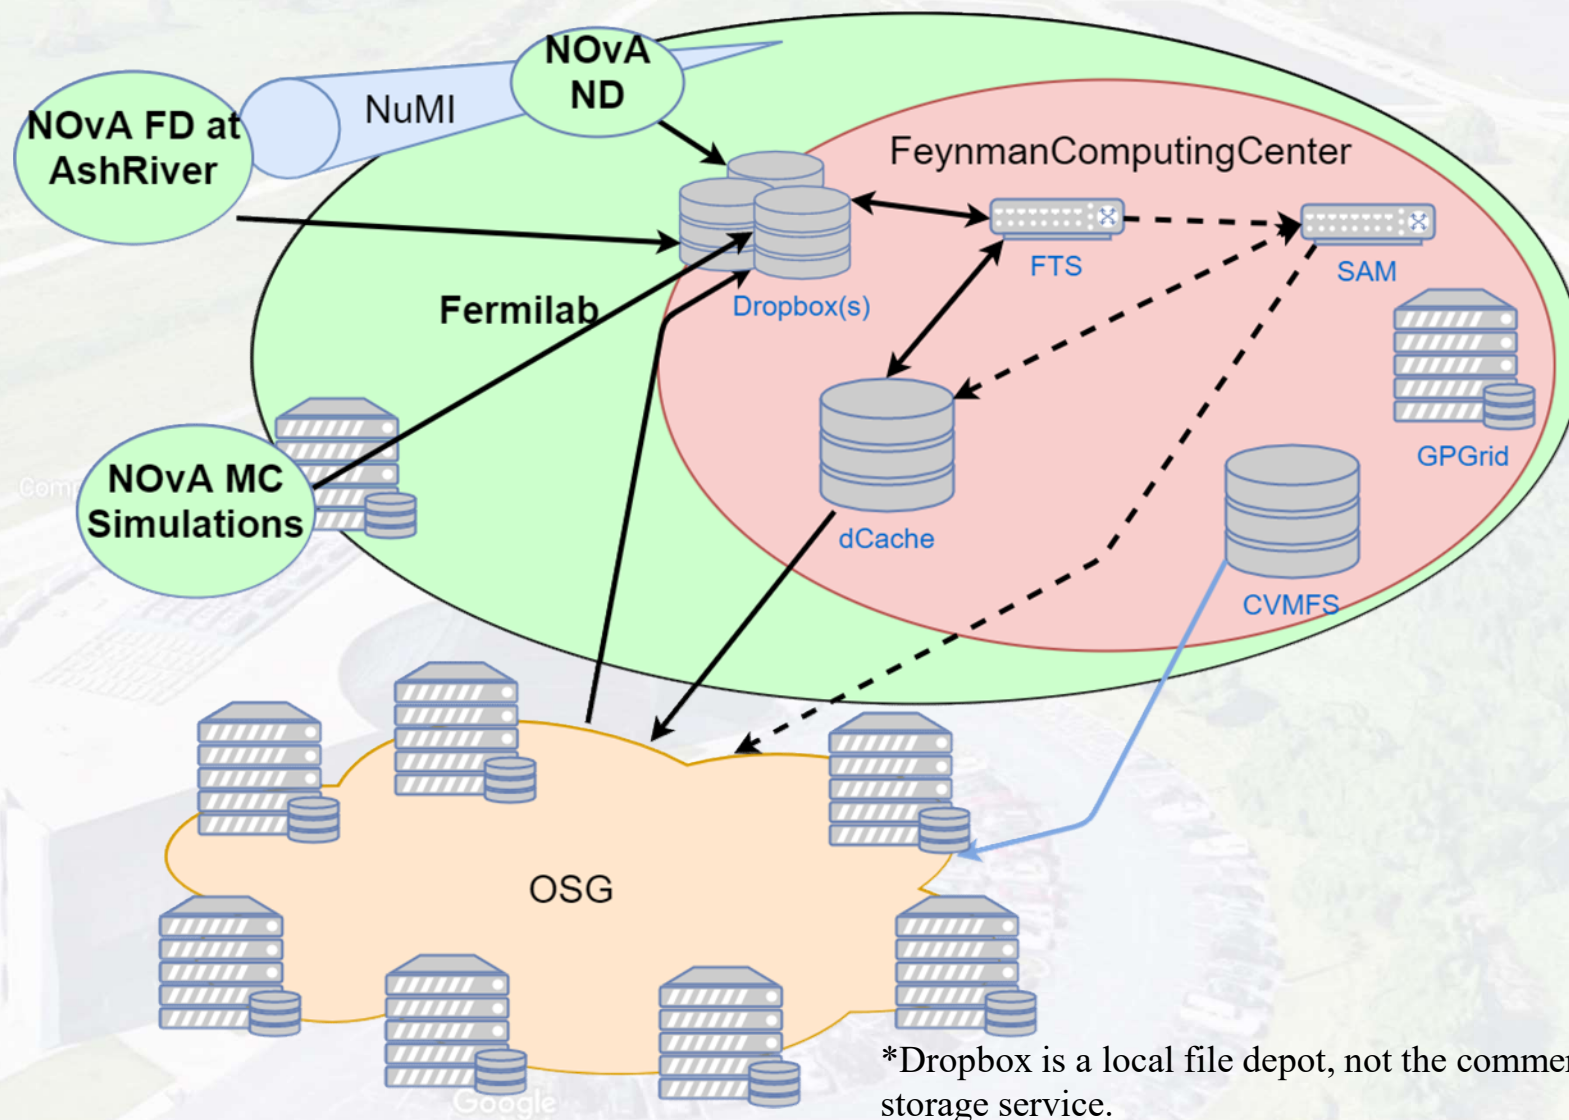 NOvA
ND
NuMI
NOvA FD at
AshRiver
FeynmanComputingCenter
FTS
SAM
Dropbox(s)
Fermilab
GPGrid
NOvA MC
Simulations
dCache
CVMFS
OSG
*Dropbox is a local file depot, not the
storage service.
Google